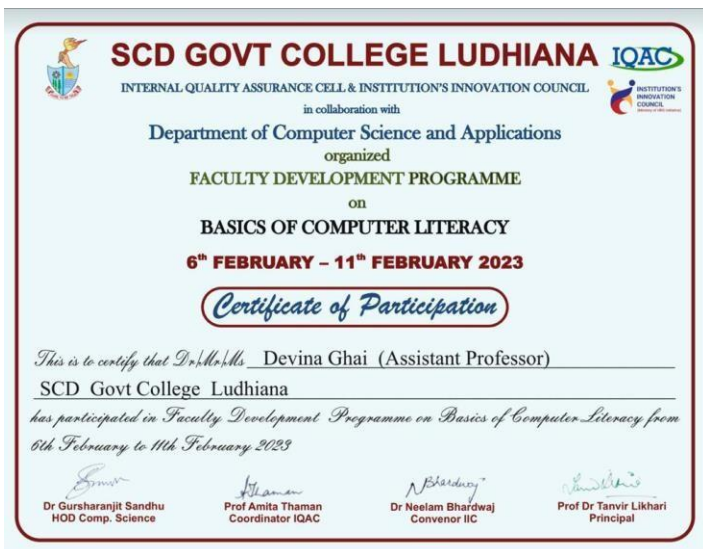 SCD GOVT COLLEGE LUDHIANA
IQAC
INTERNAL QUALITY ASSURANCE CELL & INSTITUTION'S INNOVATION COUNCIL
INSTITUTION'S
INNOVATION
COUNCIL
in collaboration with
Department of Computer Science and Applications
organized
FACULTY DEVELOPMENT PROGRAMME
on
BASICS OF COMPUTER LITERACY
6th FEBRUARY – 11th FEBRUARY 2023
Certificate of Participation
This is to certify that Dr/Mr/Ms Devina Ghai (Assistant Professor)
SCD Govt College Ludhiana
has participated in Faculty Development Programme on Basics of Computer Literacy from
6th February to 11th February 2023
Dr Gursharanjit Sandhu
HOD Comp. Science
Prof Amita Thaman
Coordinator IQAC
Dr Neelam Bhardwaj
Convenor IIC
Prof Dr Tanvir Likhari
Principal